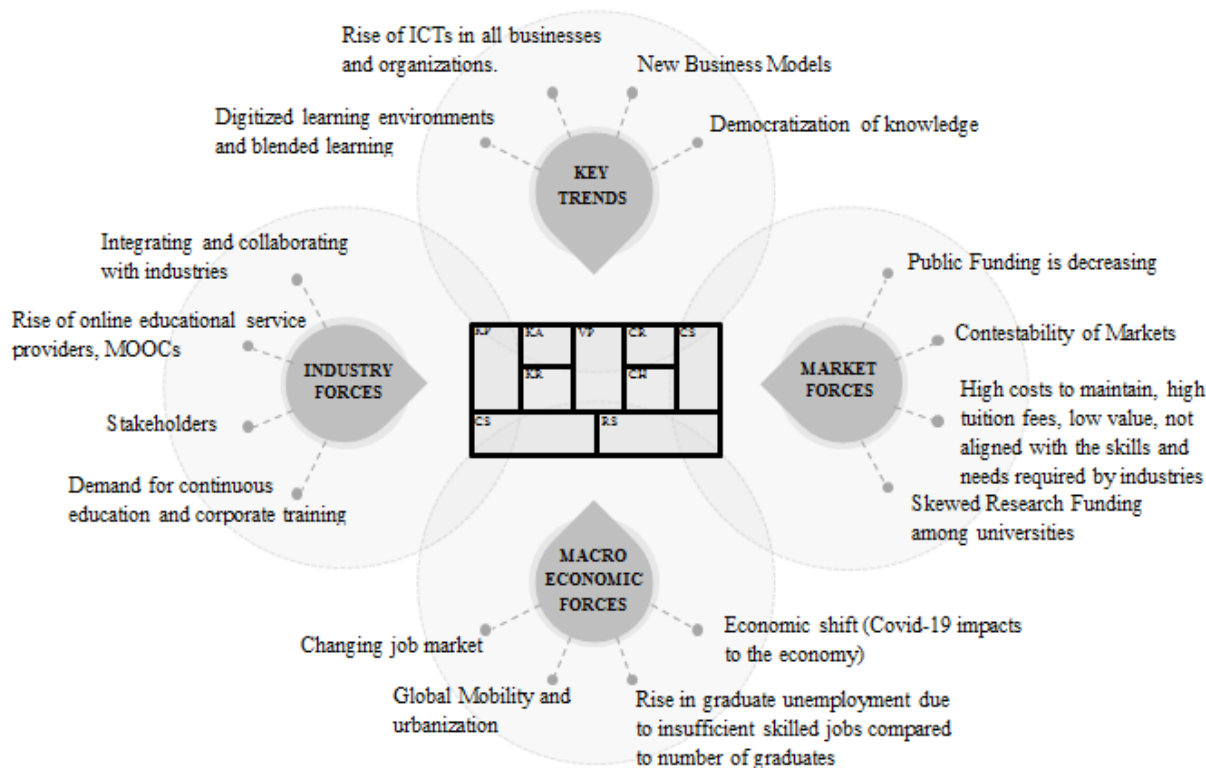 Rise of ICTs in all businesses
and organizations.
New Business Models
Digitized learning environments
and blended learning
Democratization of knowledge
KEY
TRENDS
Integrating and collaborating
with industries
Rise of online educational service
providers, MOOCs
Stakeholders
Demand for continuous
education and corporate training
INDUSTRY
FORCES
KP
KA
VP
CR
CS
KR
CH
CS
RS
MARKET
FORCES
Public Funding is decreasing
Contestability of Markets
High costs to maintain, high
tuition fees, low value, not
aligned with the skills and
needs required by industries
Skewed Research Funding
among universities
MACRO
ECONOMIC
FORCES
Changing job market
Global Mobility and
urbanization
Economic shift (Covid-19 impacts
to the economy)
Rise in graduate unemployment due
to insufficient skilled jobs compared
to number of graduates